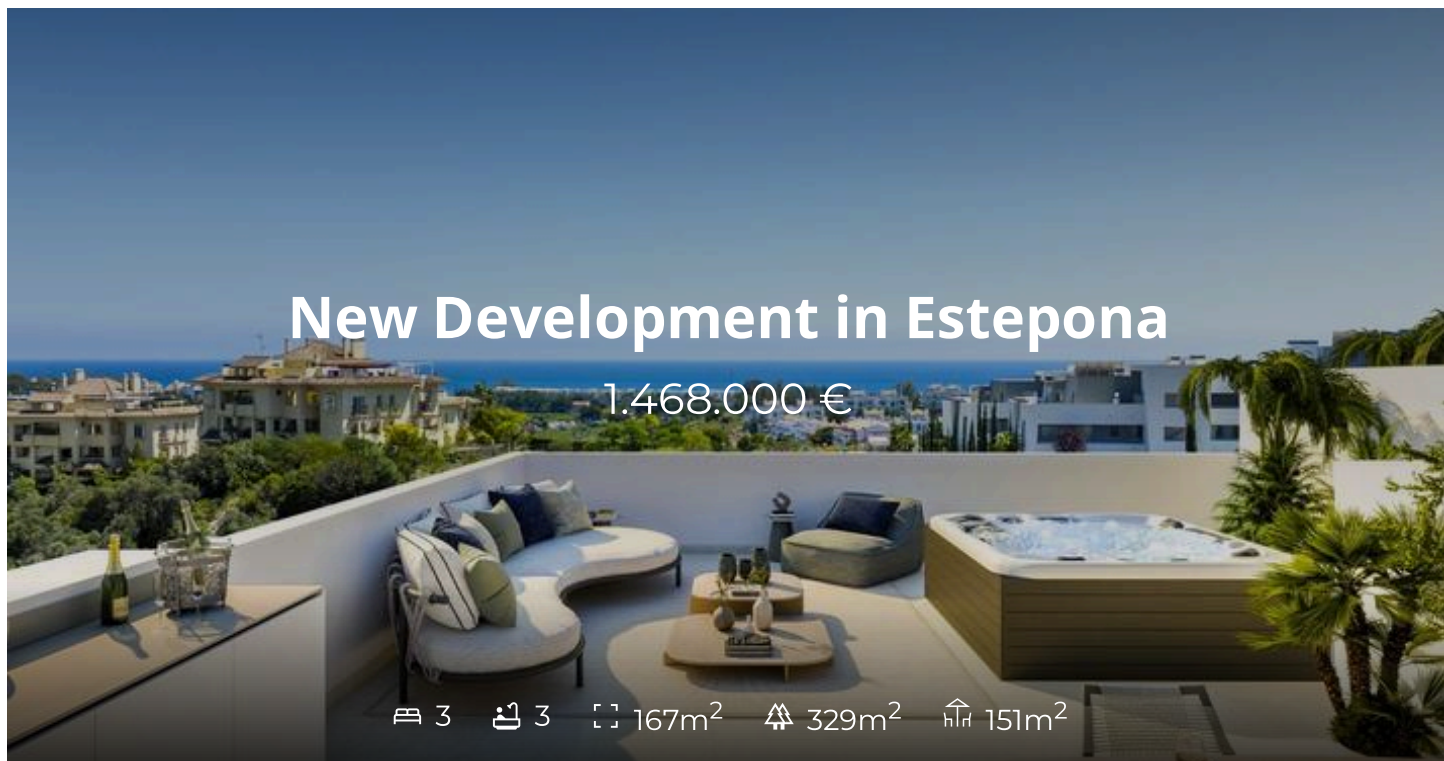 New Development in Estepona
1.468.000 €
3 3 167m² 329m² 151m²